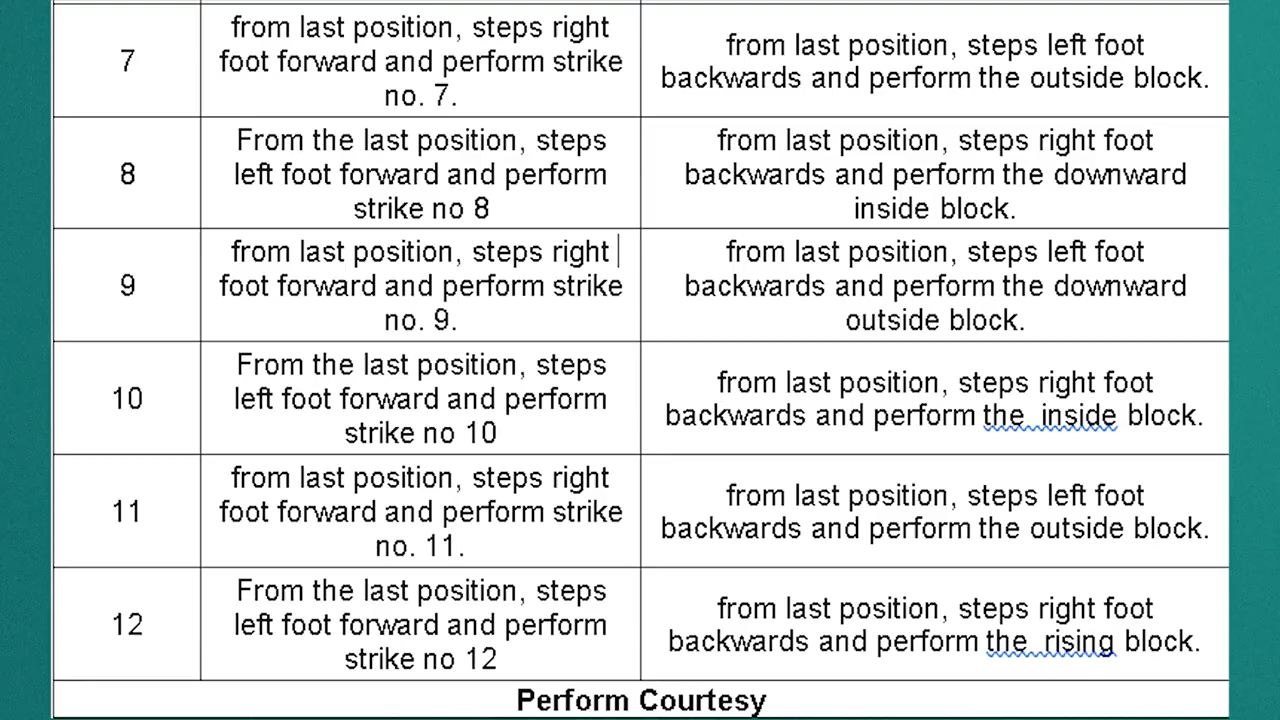 7
from last position, steps right
foot forward and perform strike
no. 7.
from last position, steps left foot
backwards and perform the outside block.
8
From the last position, steps
left foot forward and perform
strike no 8
from last position, steps right foot
backwards and perform the downward
inside block.
9
from last position, steps right
foot forward and perform strike
no. 9.
from last position, steps left foot
backwards and perform the downward
outside block.
10
From the last position, steps
left foot forward and perform
strike no 10
from last position, steps right foot
backwards and perform the  inside block.
11
from last position, steps right
foot forward and perform strike
no. 11.
from last position, steps left foot
backwards and perform the outside block.
12
From the last position, steps
left foot forward and perform
strike no 12
from last position, steps right foot
backwards and perform the  rising block.
Perform Courtesy